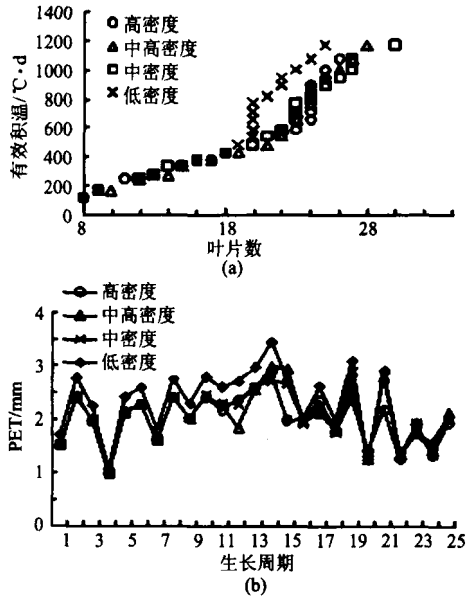 1400
1200
1000
800
600
400
200
0
有效积温/℃·d
高密度
中高密度
中密度
低密度
8 18 28
叶片数
(a)
高密度
中高密度
中密度
低密度
4
3
2
1
0
PET/mm
1 3 5 7 9 11 13 15 17 19 21 23 25
生长周期
(b)